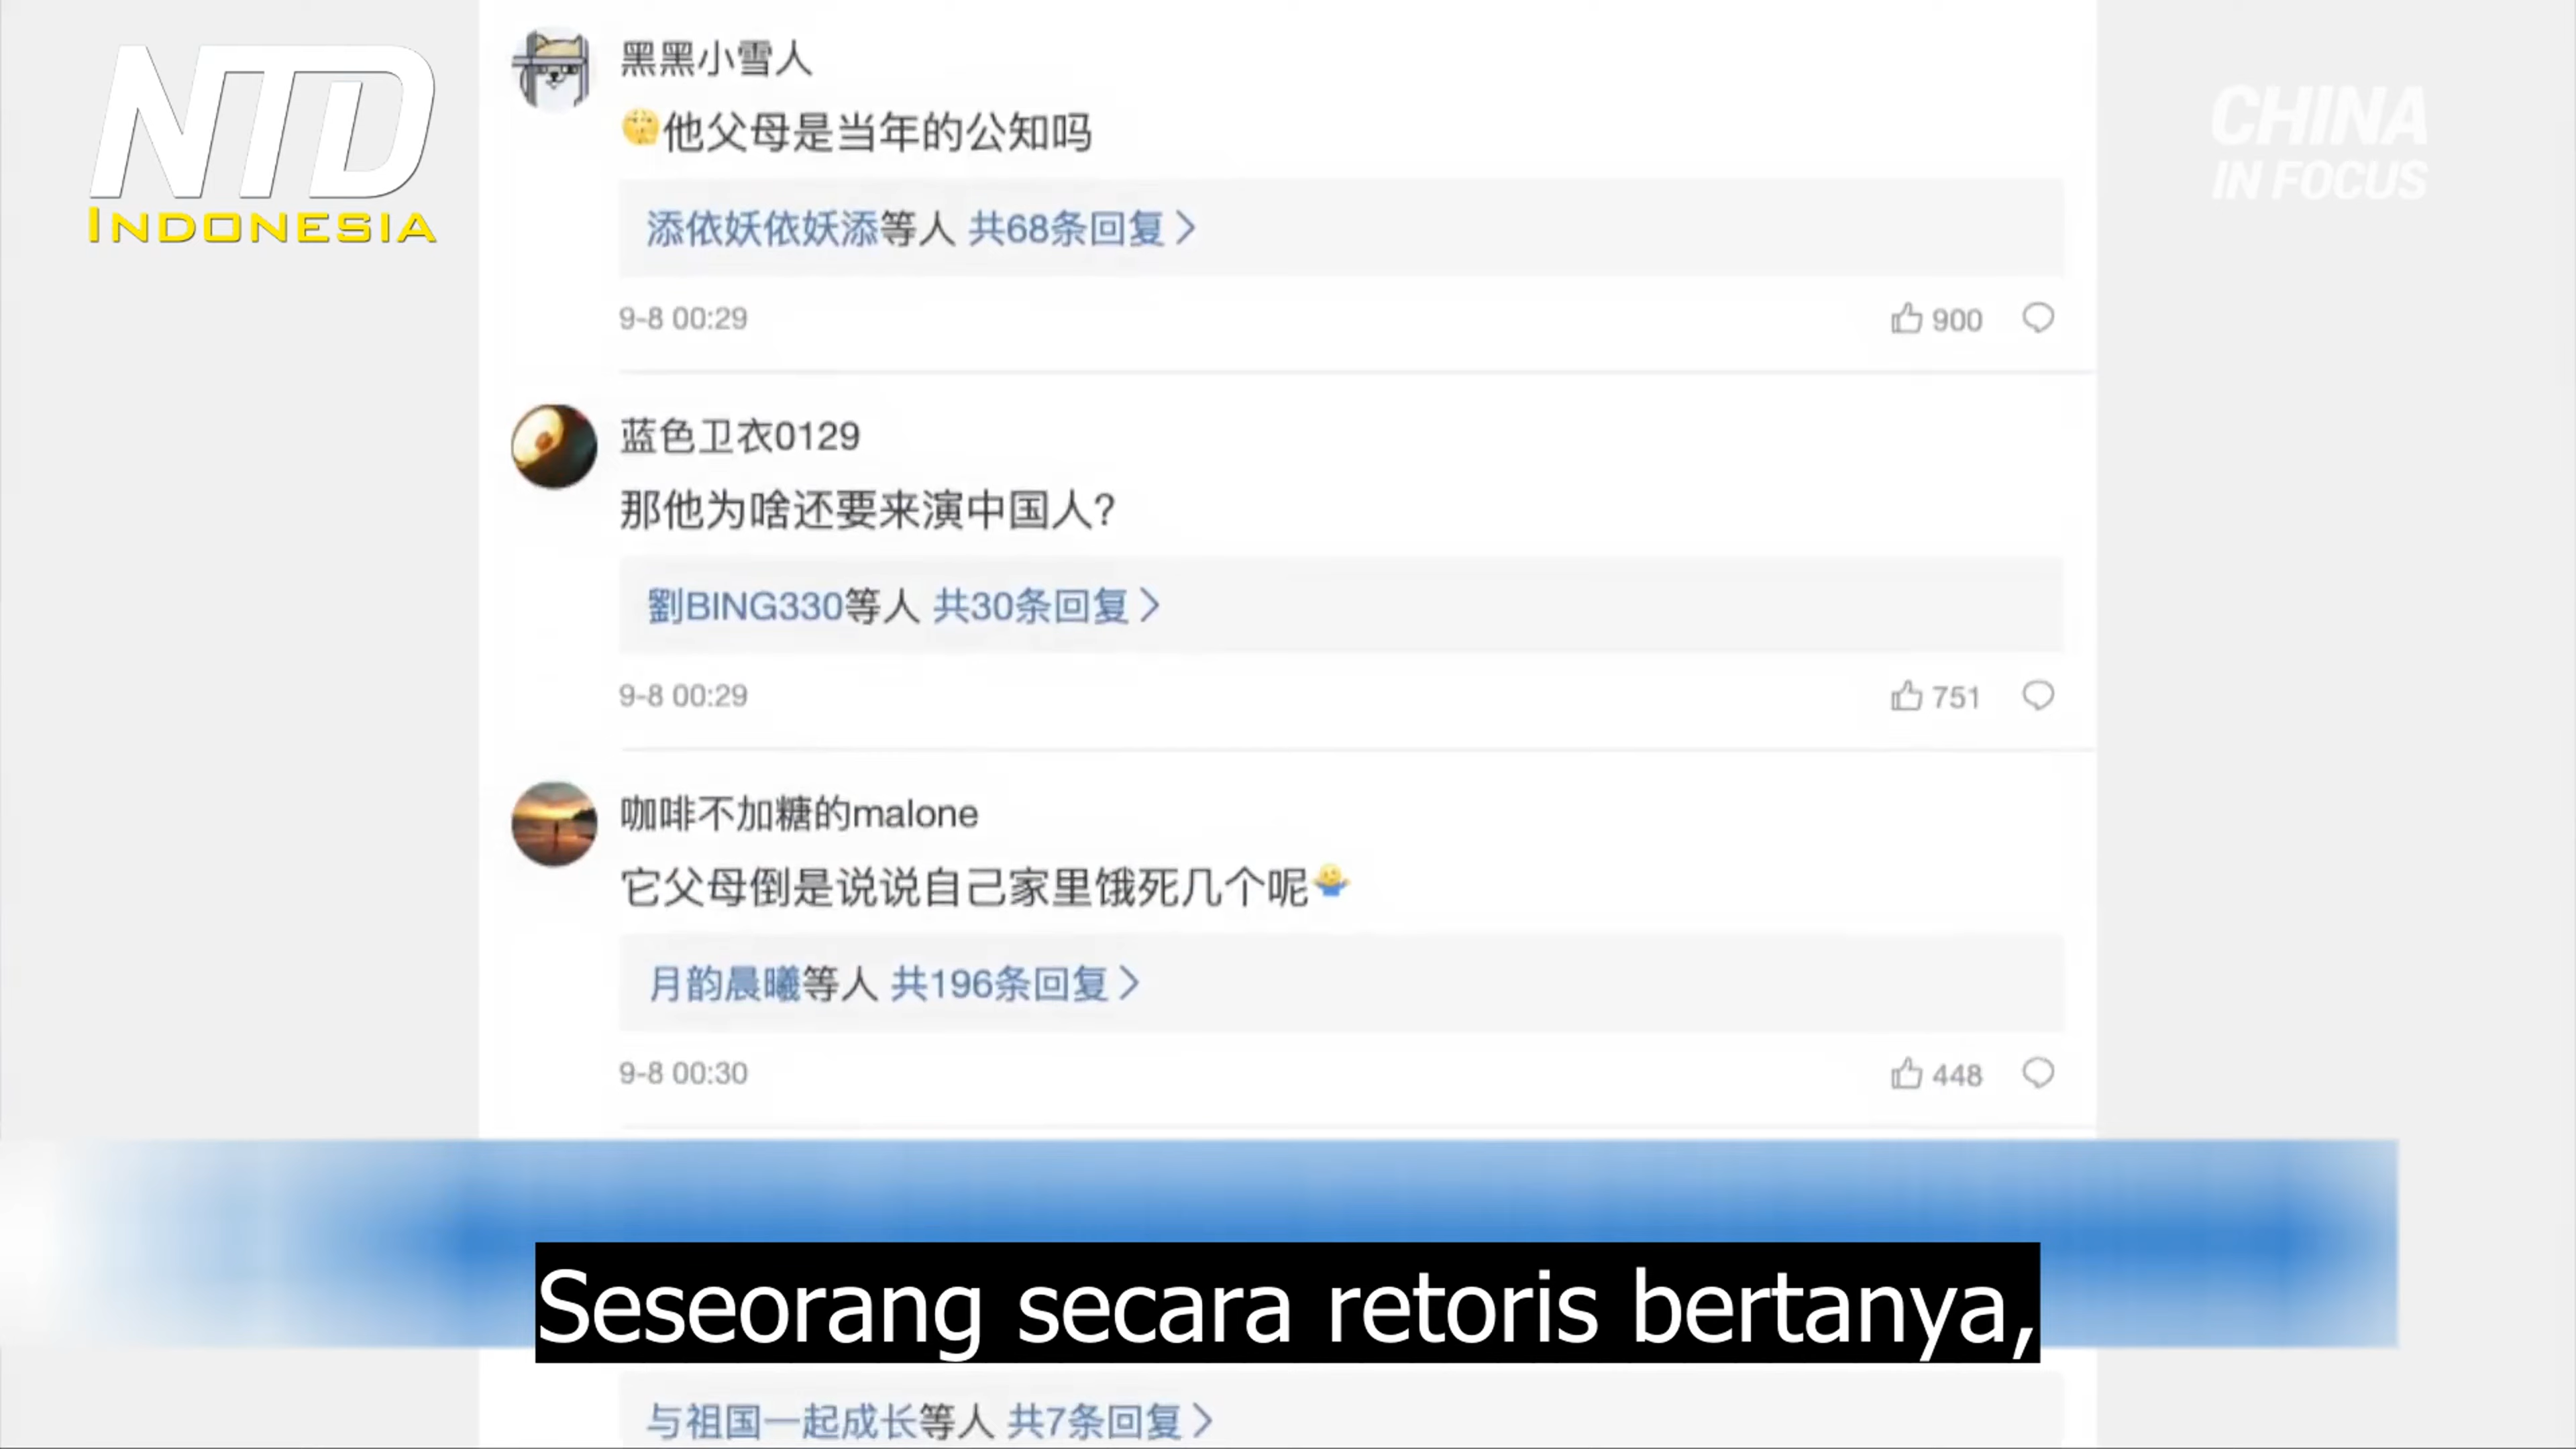 NTD
INDONESIA
CHINA
IN FOCUS
黑黑小雪人
他父母是当年的公知吗
添依妖依妖添等人 共68条回复
9-8 00:29
900
蓝色卫衣0129
那他为啥还要来演中国人？
劉BING330等人 共30条回复
9-8 00:29
751
咖啡不加糖的malone
它父母倒是说说自己家里饿死几个呢
月韵晨曦等人 共196条回复
9-8 00:30
448
Seseorang secara retoris bertanya,
与祖国一起成长等人 共7条回复